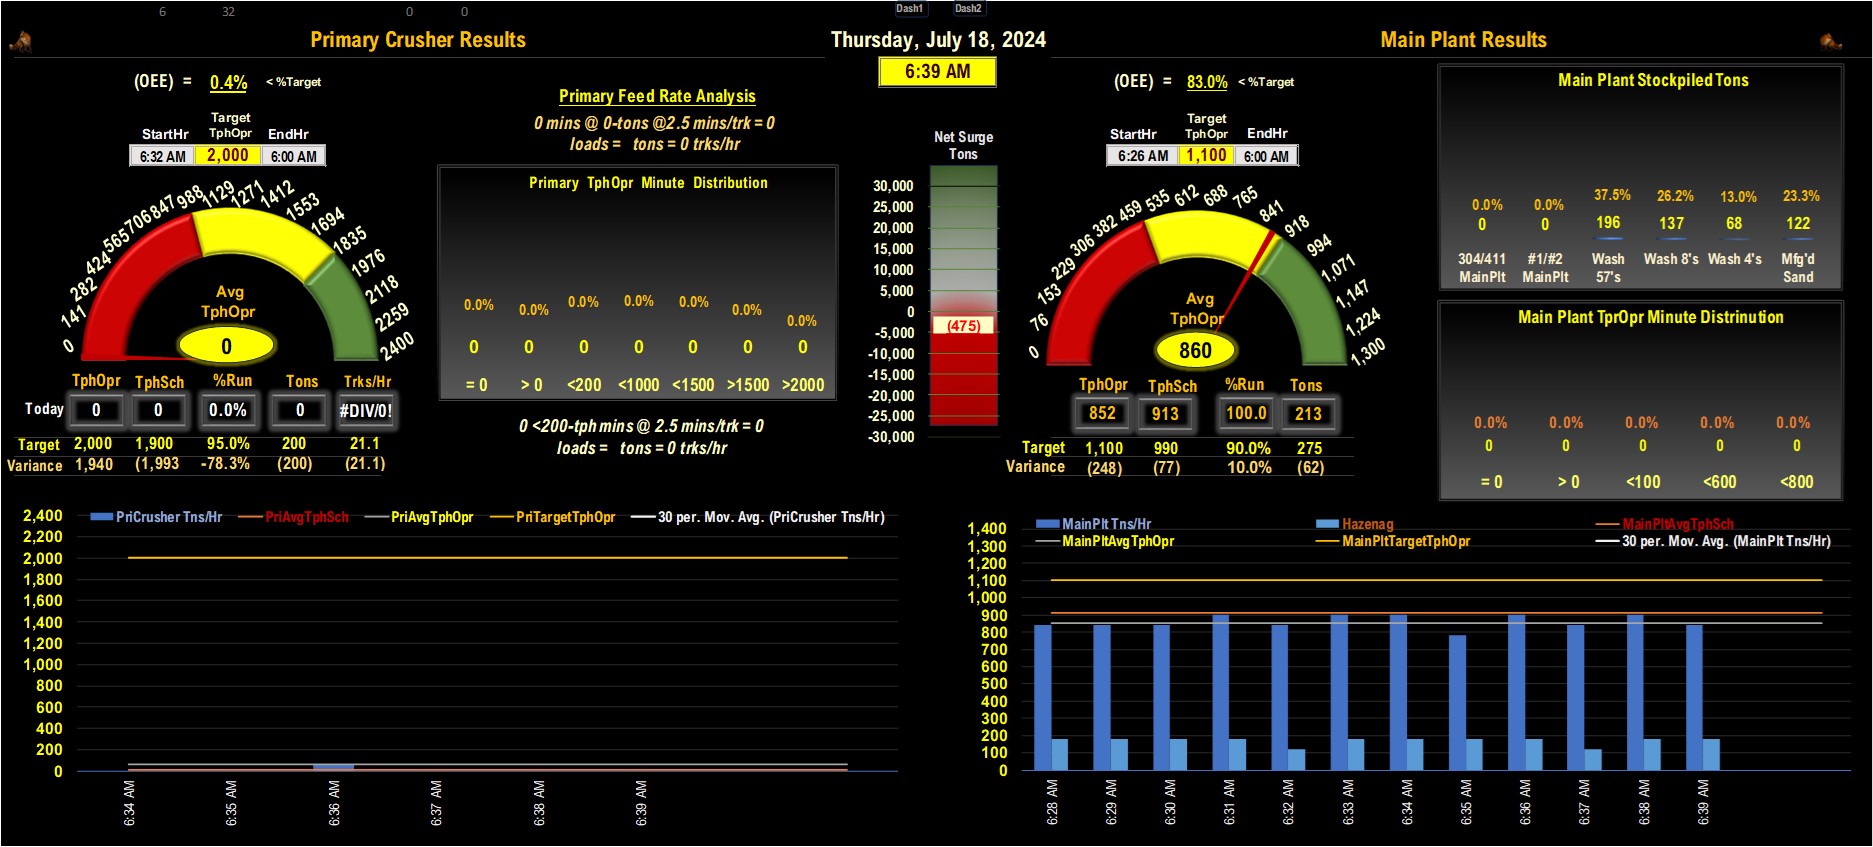 6 32 0 0 Dash1 Dash2
Primary Crusher Results
Thursday, July 18, 2024
Main Plant Results
6:39 AM
(OEE) = 0.4% < %Target
StartHr Target TphOpr EndHr
6:32 AM 2,000 6:00 AM
0 141 282 424 565 706 847 988 1129 1271 1412 1553 1694 1835 1976 2118 2259 2400
Avg
TphOpr
0
TphOpr TphSch %Run Tons Trks/Hr
Today 0 0 0.0% 0 #DIV/0!
Target 2,000 1,900 95.0% 200 21.1
Variance 1,940 (1,993 -78.3% (200) (21.1)
Primary Feed Rate Analysis
0 mins @ 0-tons @2.5 mins/trk = 0
loads = tons = 0 trks/hr
Primary TphOpr Minute Distribution
0.0% 0.0% 0.0% 0.0% 0.0% 0.0% 0.0%
0 0 0 0 0 0 0
= 0 > 0 <200 <1000 <1500 >1500 >2000
0 <200-tph mins @ 2.5 mins/trk = 0
loads = tons = 0 trks/hr
Net Surge
Tons
30,000
25,000
20,000
15,000
10,000
5,000
0
(475)
-5,000
-10,000
-15,000
-20,000
-25,000
-30,000
(OEE) = 83.0% < %Target
StartHr Target TphOpr EndHr
6:26 AM 1,100 6:00 AM
0 76 153 229 306 382 459 535 612 688 765 841 918 994 1,071 1,147 1,224 1,300
Avg
TphOpr
860
TphOpr TphSch %Run Tons
852 913 100.0 213
Target 1,100 990 90.0% 275
Variance (248) (77) 10.0% (62)
Main Plant Stockpiled Tons
0.0% 0.0% 37.5% 26.2% 13.0% 23.3%
0 0 196 137 68 122
304/411 #1/#2 Wash Wash 8's Wash 4's Mfg'd
MainPlt MainPlt 57's Sand
Main Plant TprOpr Minute Distrinution
0.0% 0.0% 0.0% 0.0% 0.0%
0 0 0 0 0
= 0 > 0 <100 <600 <800
PriCrusher Tns/Hr PriAvgTphSch PriAvgTphOpr PriTargetTphOpr 30 per. Mov. Avg. (PriCrusher Tns/Hr)
2,400
2,200
2,000
1,800
1,600
1,400
1,200
1,000
800
600
400
200
0
6:34 AM 6:35 AM 6:36 AM 6:37 AM 6:38 AM 6:39 AM
MainPlt Tns/Hr Hazenag MainPltAvgTphSch
MainPltAvgTphOpr MainPltTargetTphOpr 30 per. Mov. Avg. (MainPlt Tns/Hr)
1,400
1,300
1,200
1,100
1,000
900
800
700
600
500
400
300
200
100
0
6:28 AM 6:29 AM 6:30 AM 6:31 AM 6:32 AM 6:33 AM 6:34 AM 6:35 AM 6:36 AM 6:37 AM 6:38 AM 6:39 AM